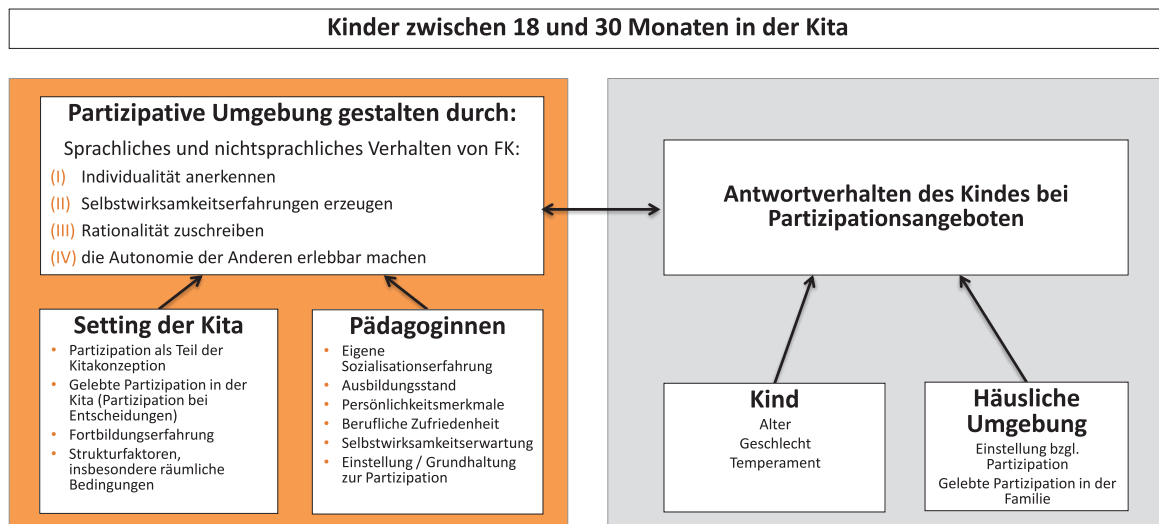 Kinder zwischen 18 und 30 Monaten in der Kita
Partizipative Umgebung gestalten durch:
Sprachliches und nichtsprachliches Verhalten von FK:
(I) Individualität anerkennen
(II) Selbstwirksamkeitserfahrungen erzeugen
(III) Rationalität zuschreiben
(IV) die Autonomie der Anderen erlebbar machen
Setting der Kita
• Partizipation als Teil der
Kitakonzeption
• Gelebte Partizipation in der
Kita (Partizipation bei
Entscheidungen)
• Fortbildungserfahrung
• Strukturfaktoren,
insbesondere räumliche
Bedingungen
Pädagoginnen
• Eigene
Sozialisationserfahrung
• Ausbildungsstand
• Persönlichkeitsmerkmale
• Berufliche Zufriedenheit
• Selbstwirksamkeitserwartung
• Einstellung / Grundhaltung
zur Partizipation
Antwortverhalten des Kindes bei
Partizipationsangeboten
Kind
Alter
Geschlecht
Temperament
Häusliche
Umgebung
Einstellung bzgl.
Partizipation
Gelebte Partizipation in der
Familie